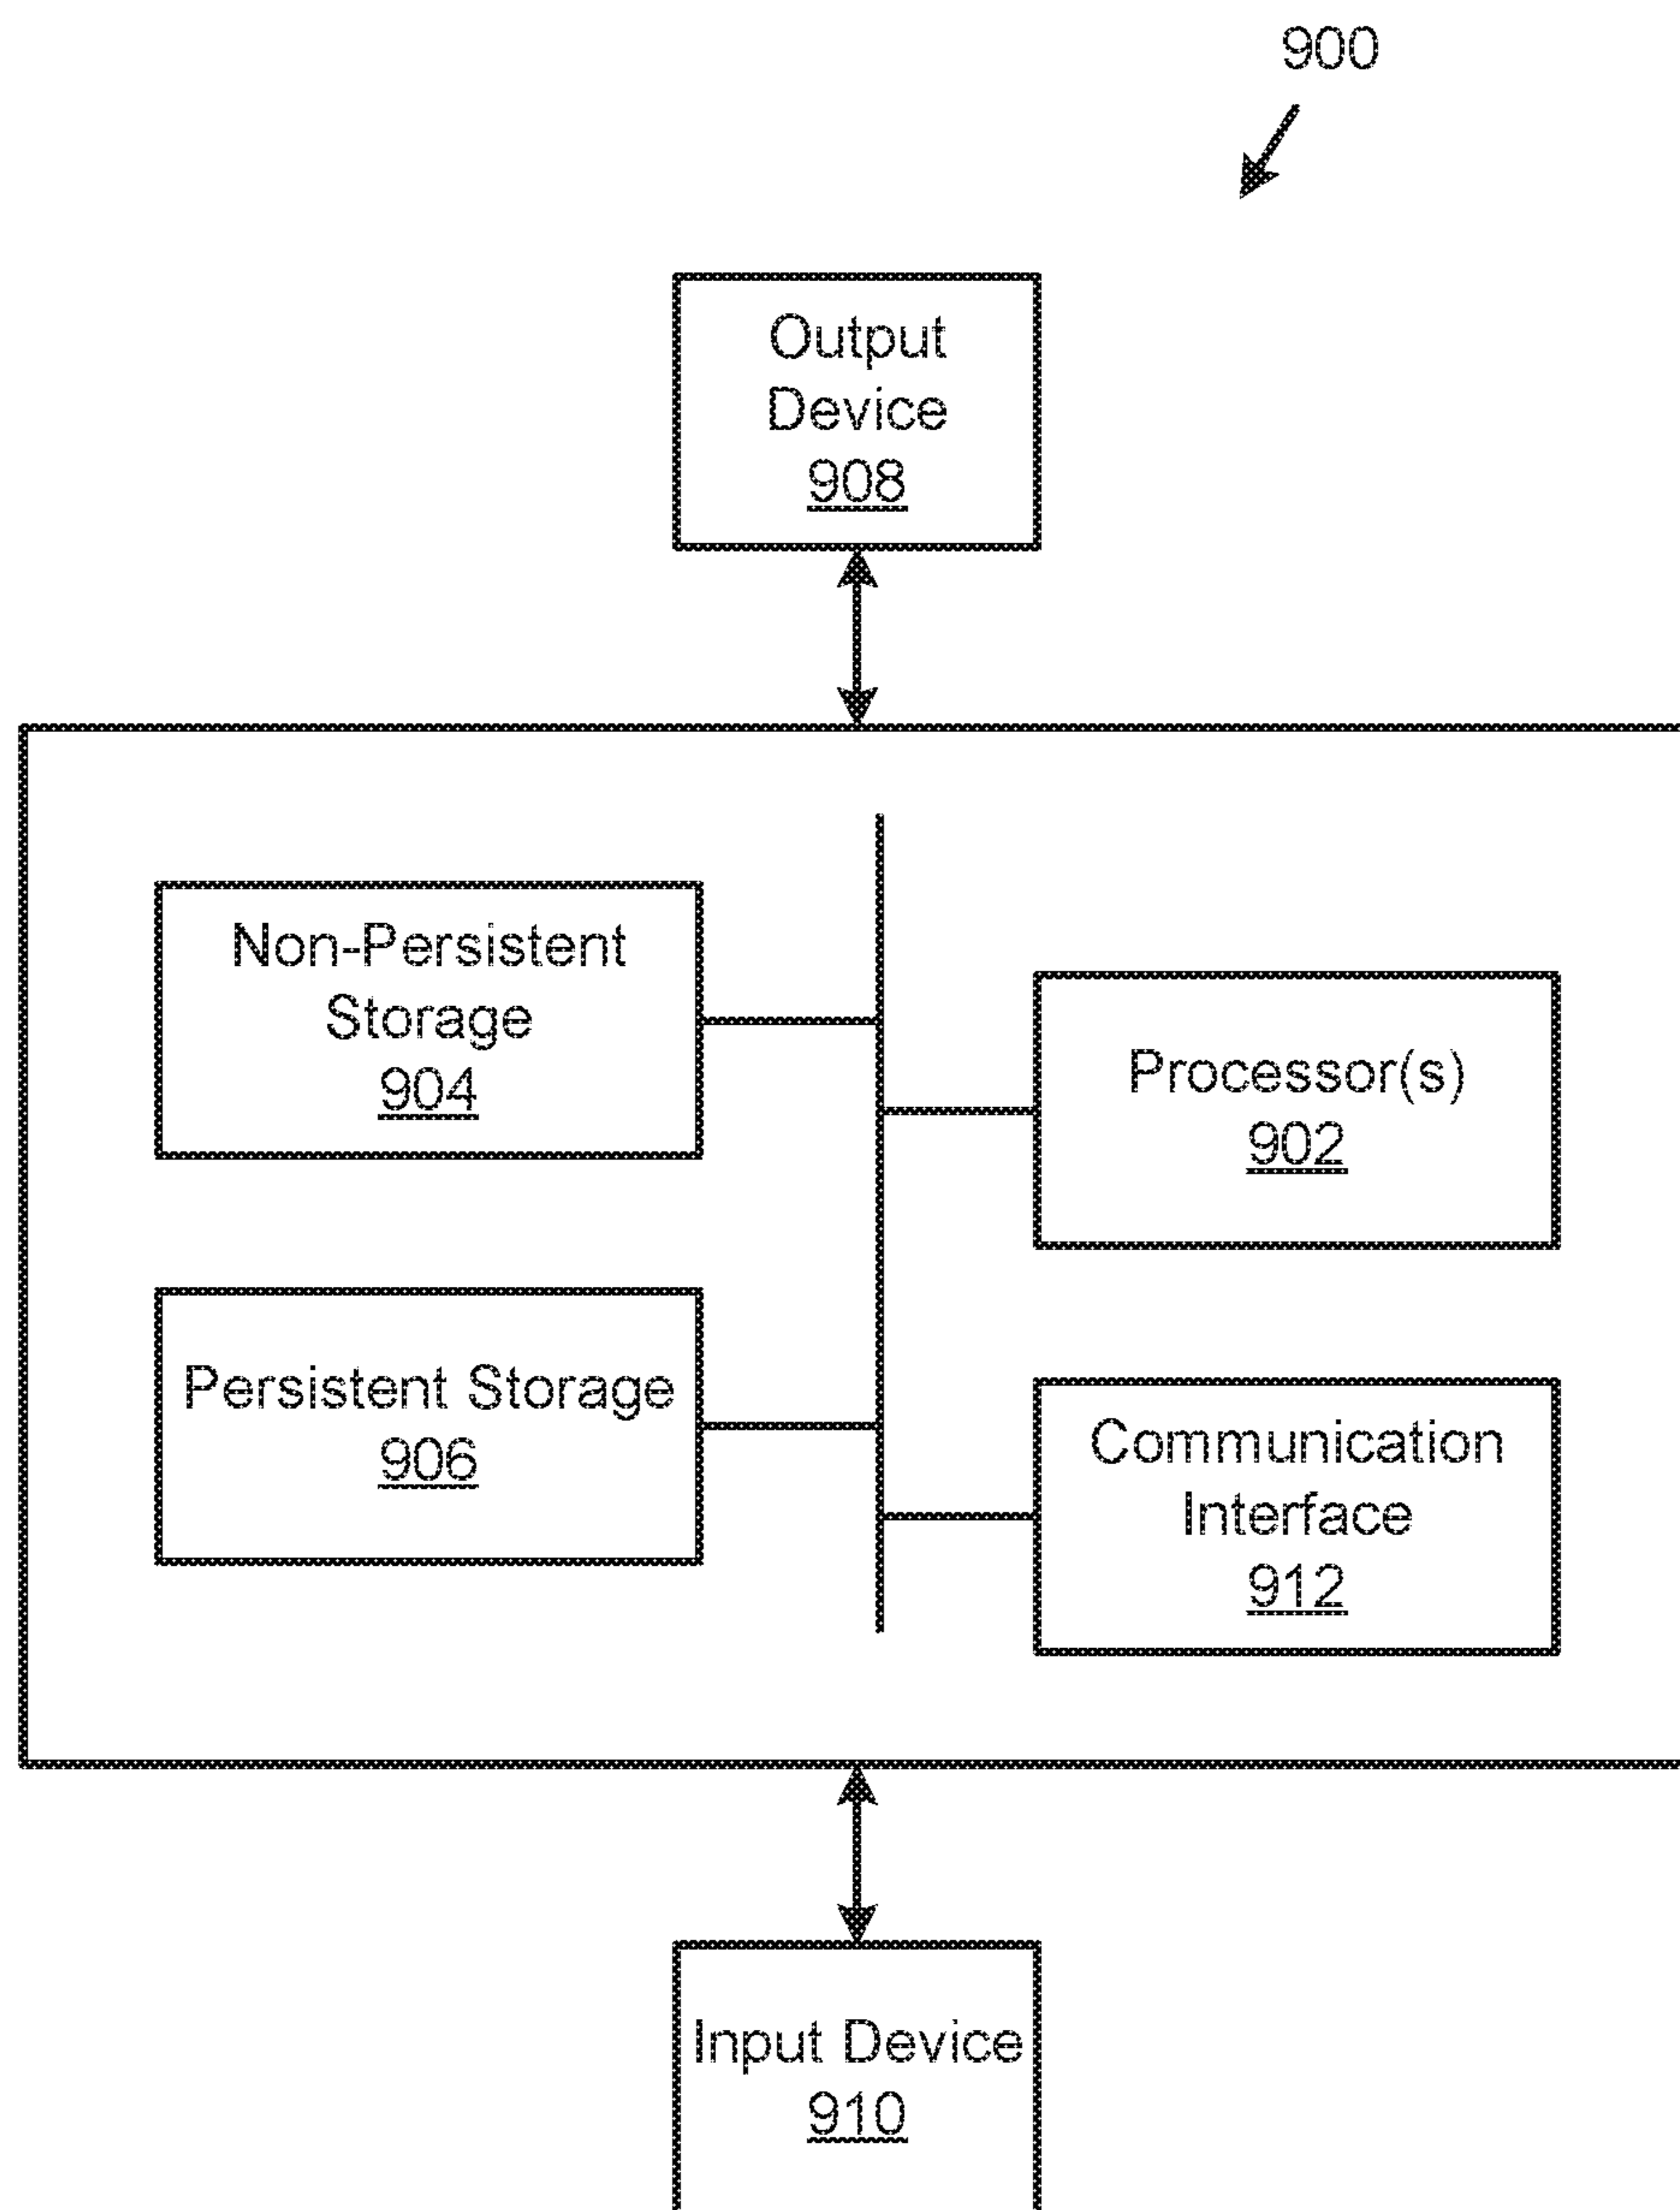 900
Output
Device
908
Non-Persistent
Storage
904
Processor(s)
902
Persistent Storage
906
Communication
Interface
912
Input Device
910